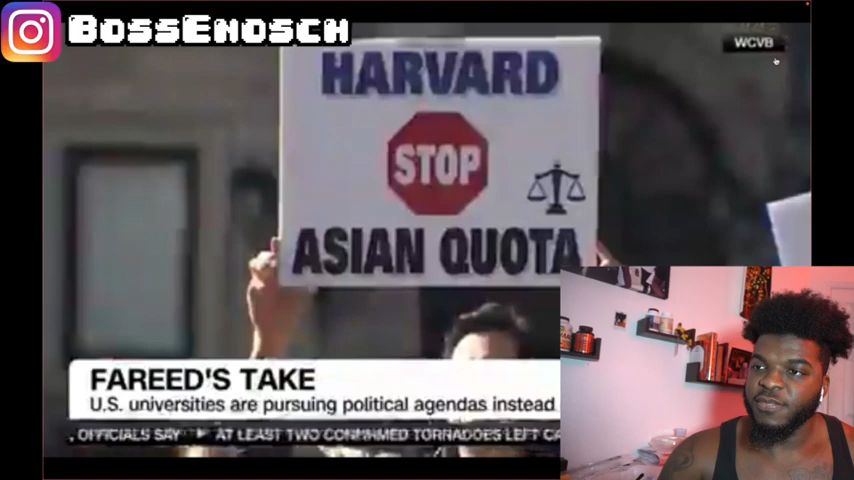 BossEnosch
WCVB
HARVARD
STOP
ASIAN QUOTA
FAREED'S TAKE
U.S. universities are pursuing political agendas instead
OFFICIALS SAY ▶ AT LEAST TWO CONFIRMED TORNADOES LEFT CA